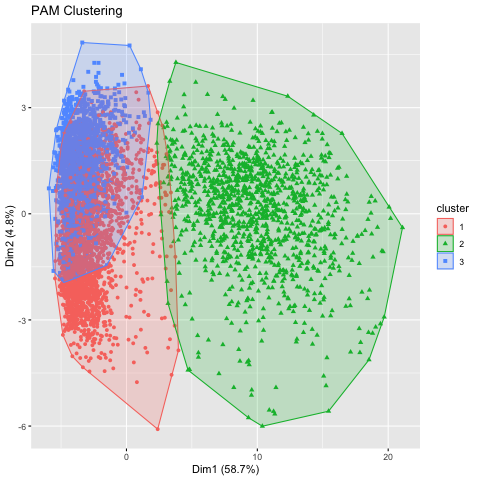 PAM Clustering
3
0
-3
-6
0
10
20
Dim1 (58.7%)
Dim2 (4.8%)
cluster
1
2
3